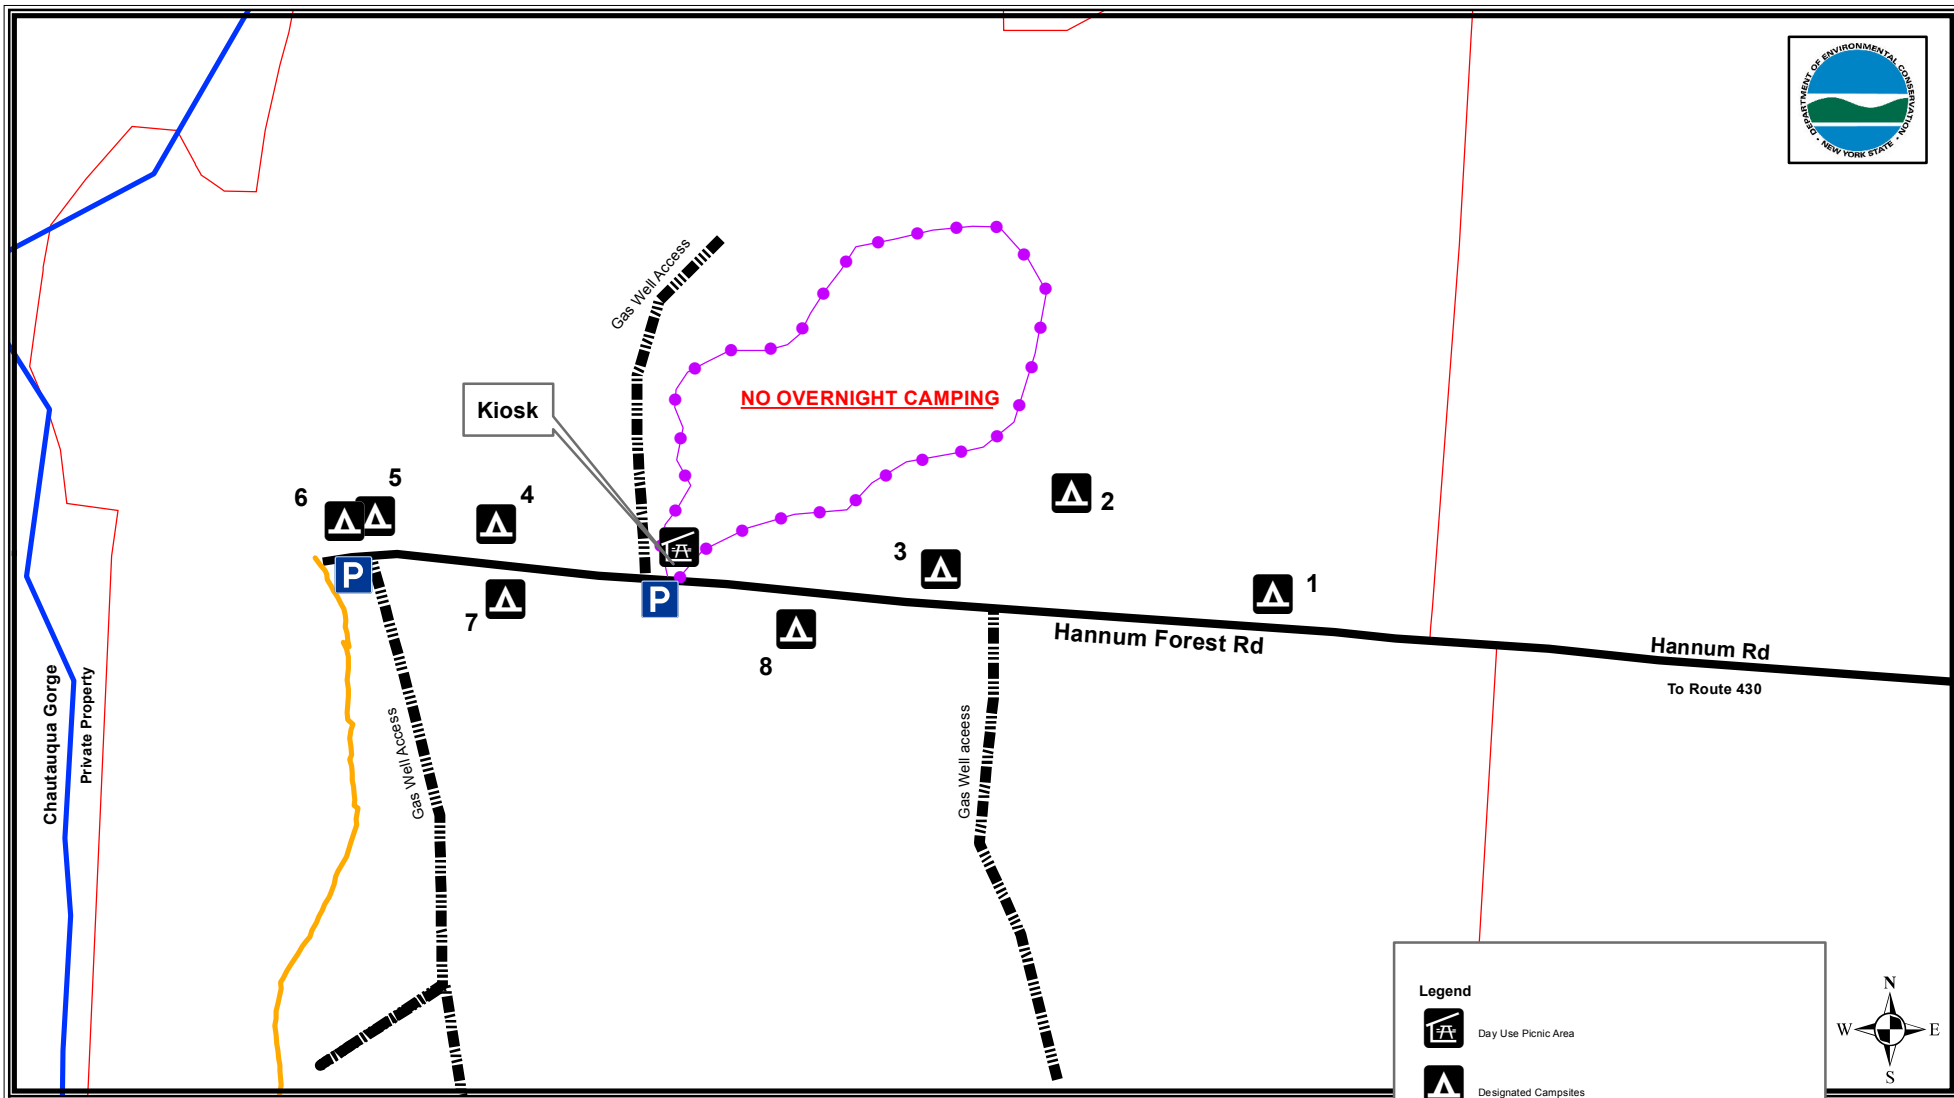 DEPARTMENT OF ENVIRONMENTAL CONSERVATION
• NEW YORK STATE •
Gas Well Access
NO OVERNIGHT CAMPING
Kiosk
5
6
4
2
3
1
P
P
7
8
Hannum Forest Rd
Hannum Rd
To Route 430
Chautauqua Gorge
Private Property
Gas Well Access
Gas Well aceess
Legend
Day Use Picnic Area
Designated Campsites
N
W
E
S